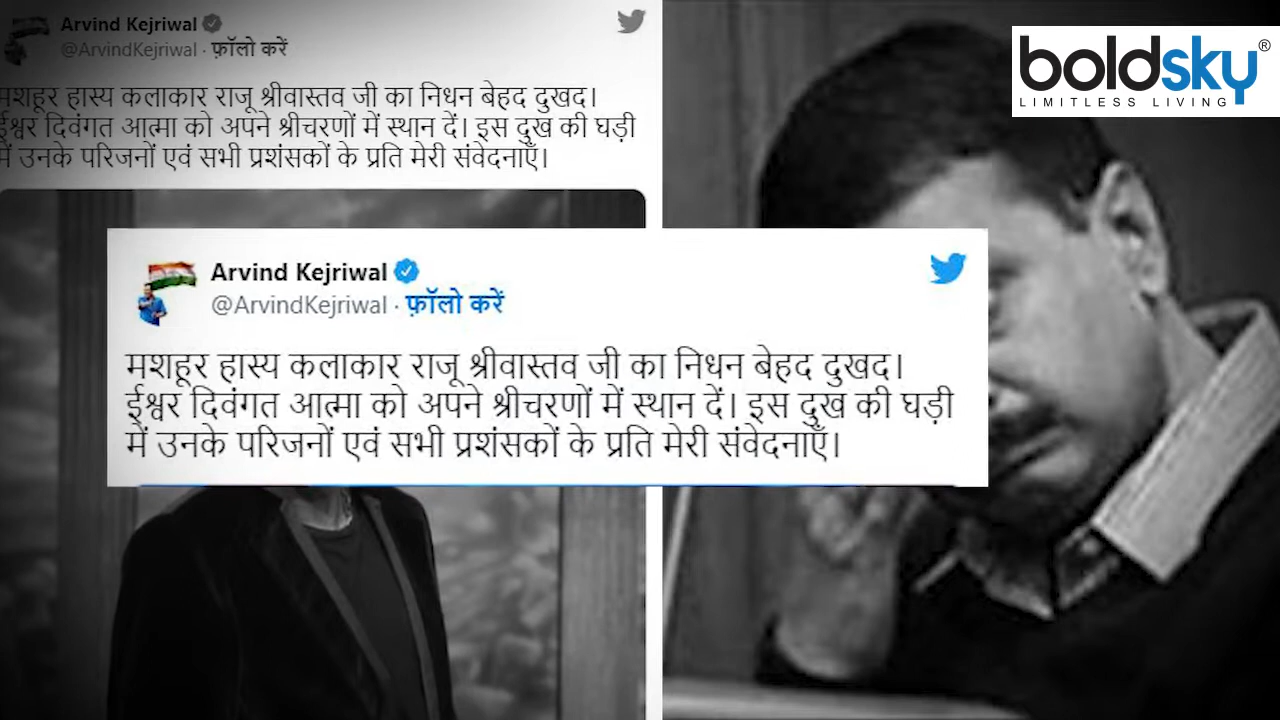 Arvind Kejriwal
@ArvindKejriwal · फ़ॉलो करें
मशहूर हास्य कलाकार राजू श्रीवास्तव जी का निधन बेहद दुखद।
ईश्वर दिवंगत आत्मा को अपने श्रीचरणों में स्थान दें। इस दुख की घड़ी
में उनके परिजनों एवं सभी प्रशंसकों के प्रति मेरी संवेदनाएँ।
boldsky®
LIMITLESS LIVING
Arvind Kejriwal
@ArvindKejriwal · फ़ॉलो करें
मशहूर हास्य कलाकार राजू श्रीवास्तव जी का निधन बेहद दुखद।
ईश्वर दिवंगत आत्मा को अपने श्रीचरणों में स्थान दें। इस दुख की घड़ी
में उनके परिजनों एवं सभी प्रशंसकों के प्रति मेरी संवेदनाएँ।